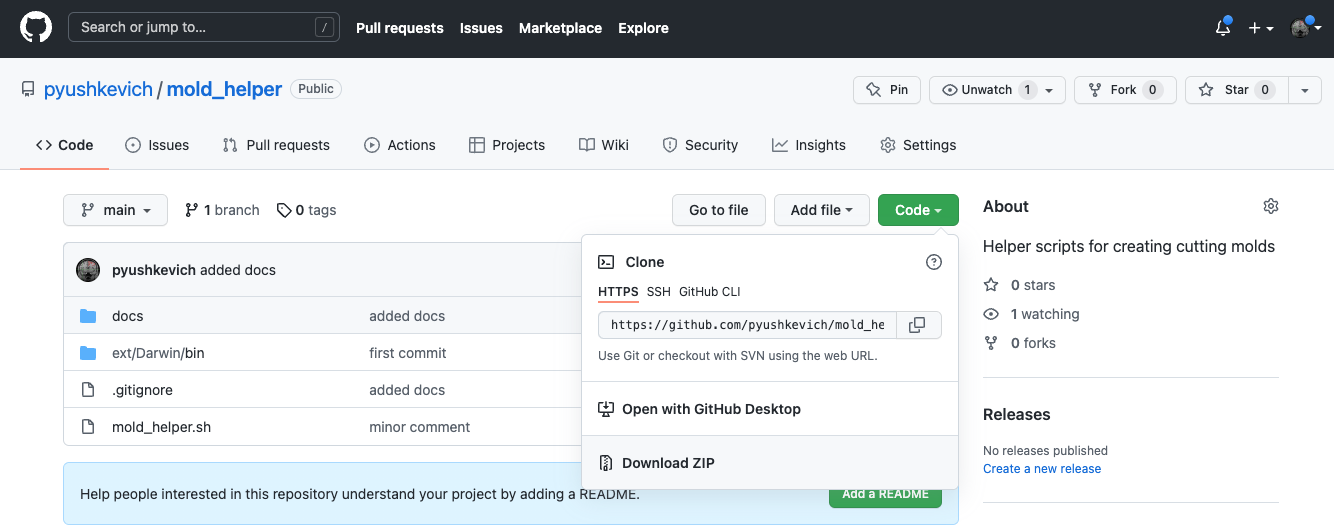 Search or jump to... /
Pull requests Issues Marketplace Explore
pyushkevich / mold_helper Public
Pin Unwatch 1 Fork 0 Star 0
Code Issues Pull requests Actions Projects Wiki Security Insights Settings
main 1 branch 0 tags
Go to file Add file Code
pyushkevich added docs
docs added docs
ext/Darwin/bin first commit
.gitignore added docs
mold_helper.sh minor comment
Clone
HTTPS SSH GitHub CLI
https://github.com/pyushkevich/mold_he
Use Git or checkout with SVN using the web URL.
Open with GitHub Desktop
Download ZIP
Help people interested in this repository understand your project by adding a README.
Add a README
About
Helper scripts for creating cutting molds
0 stars
1 watching
0 forks
Releases
No releases published
Create a new release